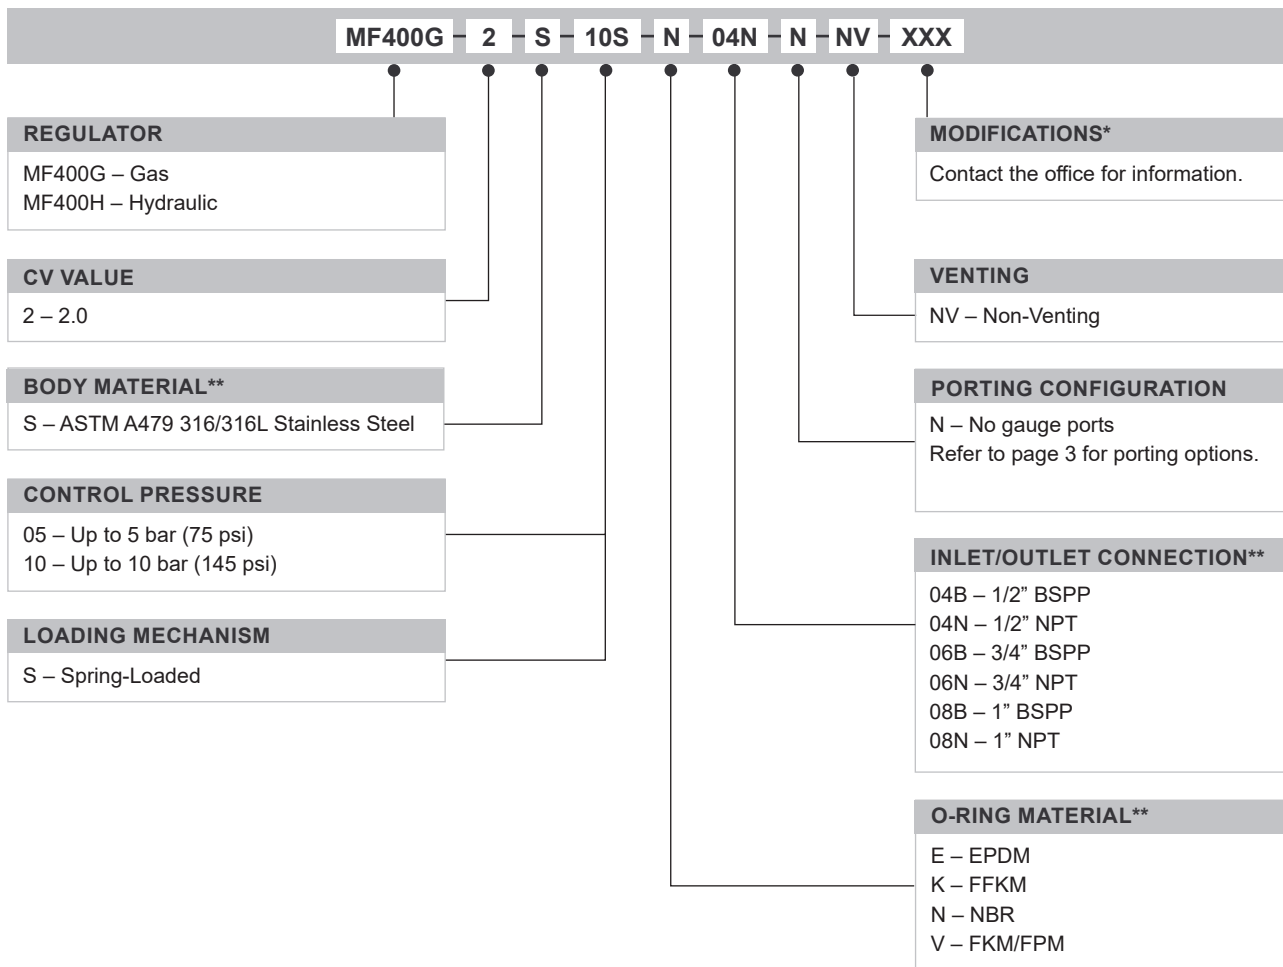 MF400G - 2 - S - 10S - N - 04N - N - NV - XXX
REGULATOR
MF400G – Gas
MF400H – Hydraulic
CV VALUE
2 – 2.0
BODY MATERIAL**
S – ASTM A479 316/316L Stainless Steel
CONTROL PRESSURE
05 – Up to 5 bar (75 psi)
10 – Up to 10 bar (145 psi)
LOADING MECHANISM
S – Spring-Loaded
MODIFICATIONS*
Contact the office for information.
VENTING
NV – Non-Venting
PORTING CONFIGURATION
N – No gauge ports
Refer to page 3 for porting options.
INLET/OUTLET CONNECTION**
04B – 1/2” BSPP
04N – 1/2” NPT
06B – 3/4” BSPP
06N – 3/4” NPT
08B – 1” BSPP
08N – 1” NPT
O-RING MATERIAL**
E – EPDM
K – FFKM
N – NBR
V – FKM/FPM